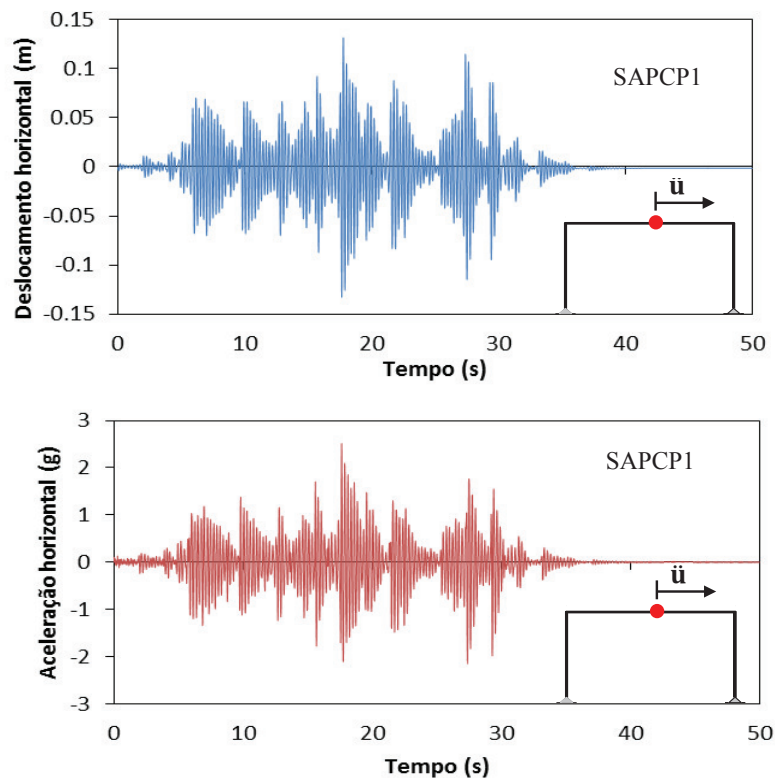 Deslocamento horizontal (m)
0.15
0.1
0.05
0
-0.05
-0.1
-0.15
SAPCP1
ü
0 10 20 30 40 50
Tempo (s)
Aceleração horizontal (g)
3
2
1
0
-1
-2
-3
SAPCP1
ü
0 10 20 30 40 50
Tempo (s)